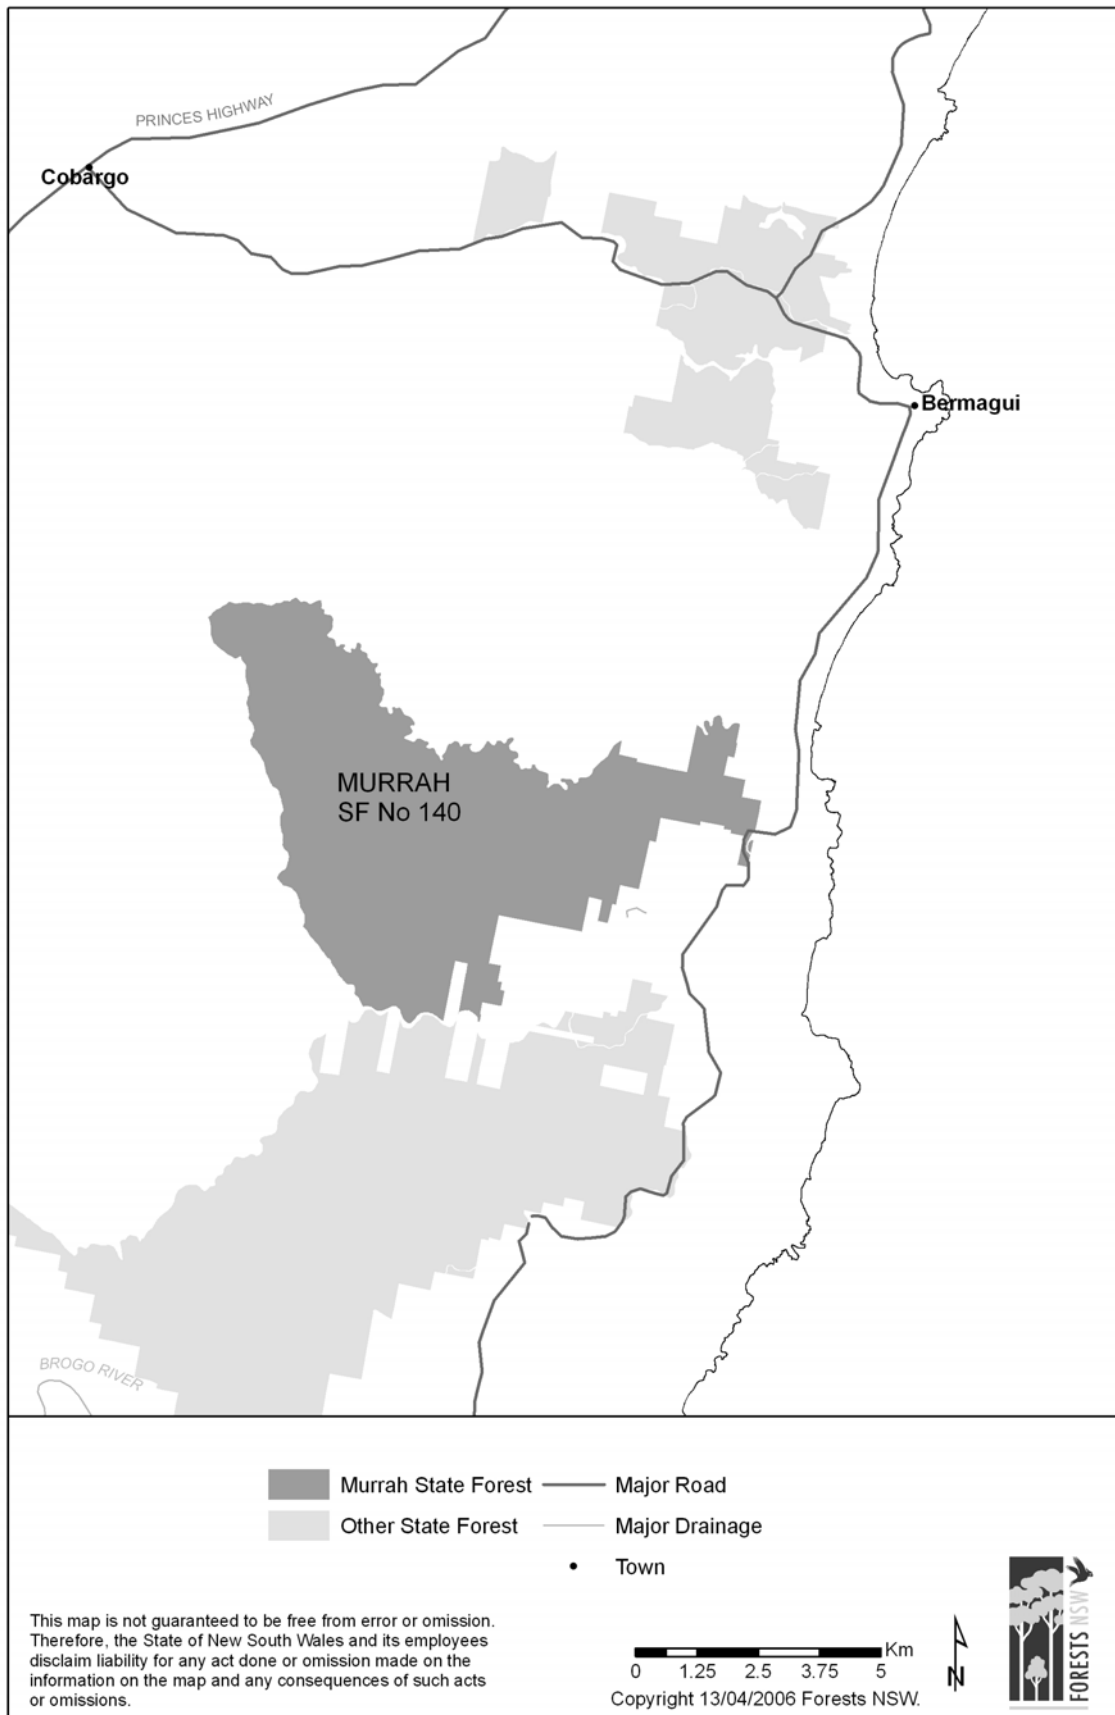 PRINCES HIGHWAY
Cobargo
Bermagui
MURRAH
SF No 140
BROGO RIVER
Murrah State Forest
Major Road
Other State Forest
Major Drainage
Town
This map is not guaranteed to be free from error or omission.
Therefore, the State of New South Wales and its employees
disclaim liability for any act done or omission made on the
information on the map and any consequences of such acts
or omissions.
Km
0 1.25 2.5 3.75 5
Copyright 13/04/2006 Forests NSW.
N
FORESTS NSW